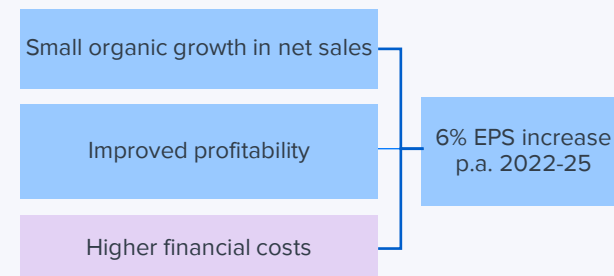 Small organic growth in net sales
Improved profitability
6% EPS increase
p.a. 2022-25
Higher financial costs